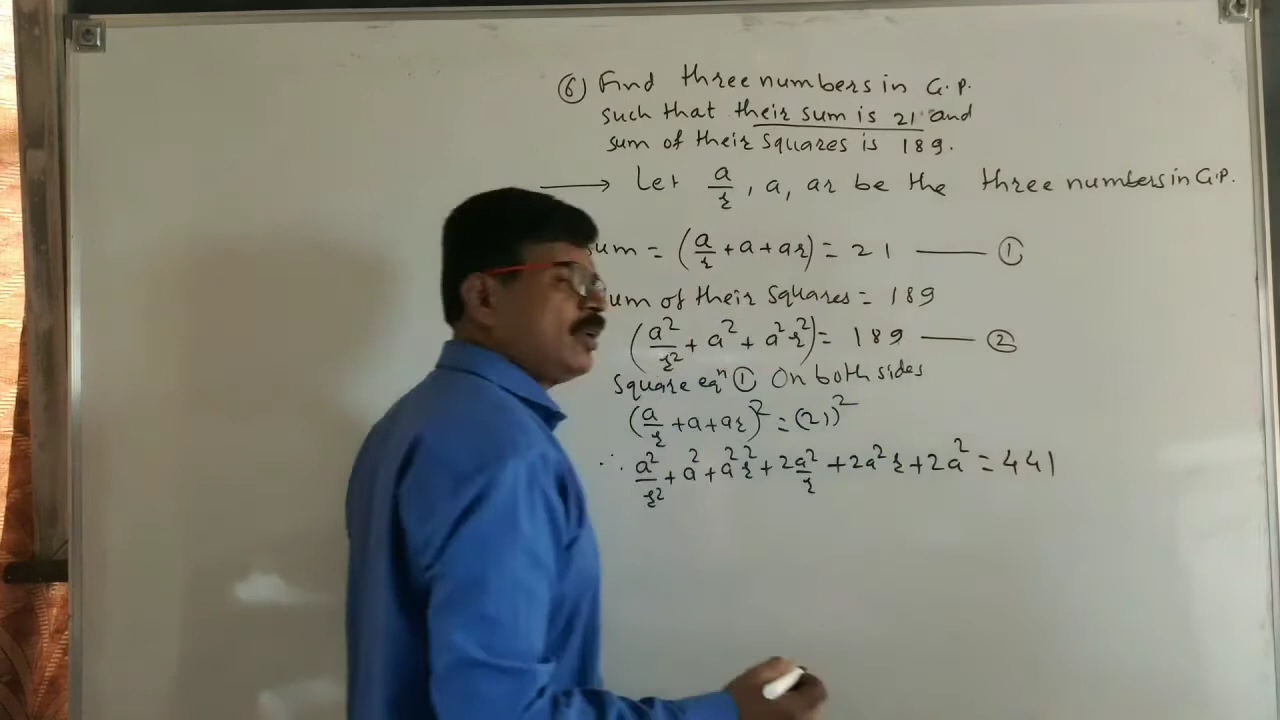 ⑥ Find three numbers in G.P.
such that their sum is 21 and
sum of their squares is 189.
→ Let a/r, a, ar be the three numbers in G.P.
sum = (a/r + a + ar) = 21 —— ①
um of their squares = 189
(a²/r² + a² + a²r²) = 189 —— ②
Square eqⁿ ① On both sides
(a/r + a + ar)² = (21)²
∴ a²/r² + a² + a²r² + 2a²/r + 2a²r + 2a² = 441